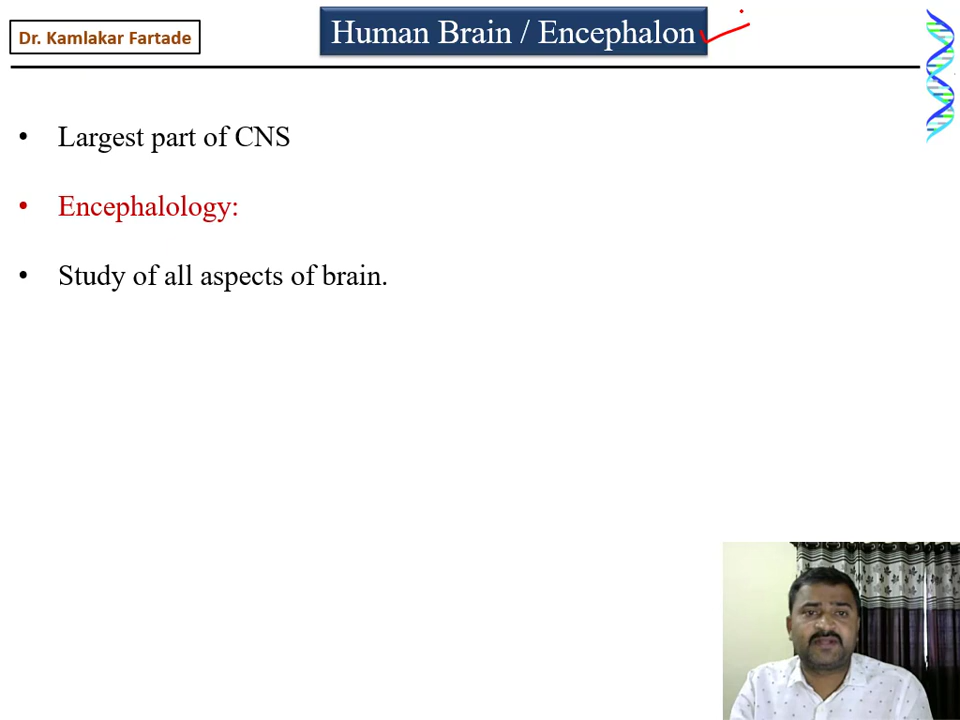 Dr. Kamlakar Fartade
Human Brain / Encephalon
• Largest part of CNS
• Encephalology:
• Study of all aspects of brain.